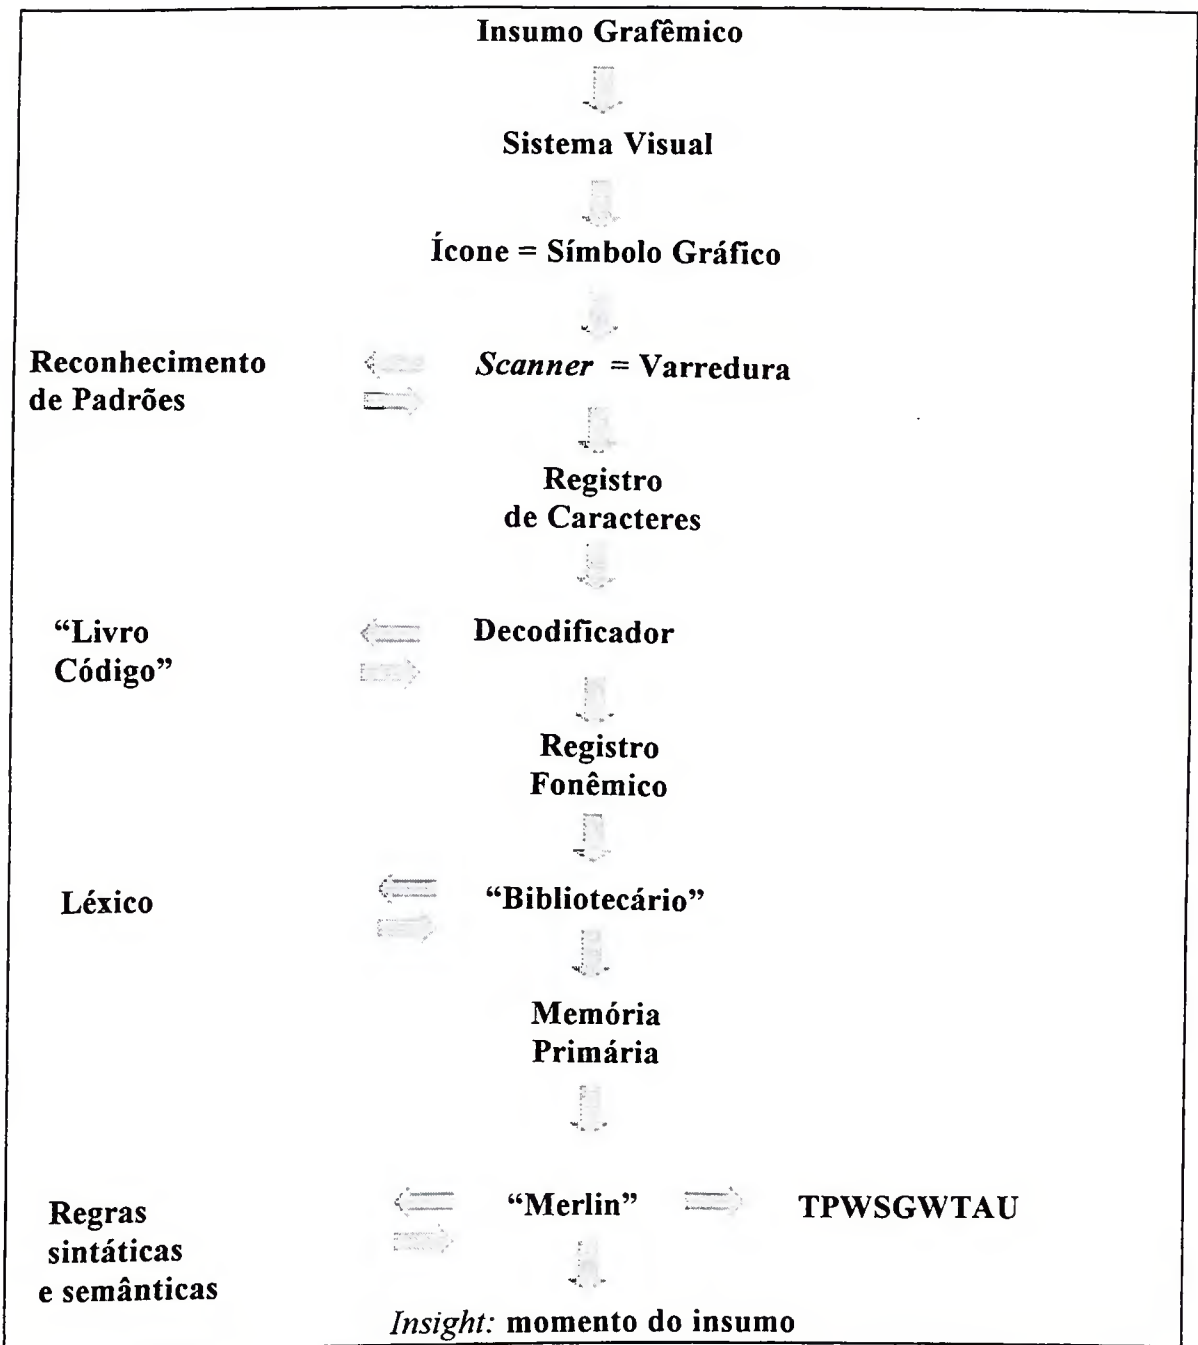 Insumo Grafêmico
Sistema Visual
Ícone = Símbolo Gráfico
Reconhecimento
de Padrões
Scanner = Varredura
Registro
de Caracteres
“Livro
Código”
Decodificador
Registro
Fonêmico
Léxico
“Bibliotecário”
Memória
Primária
Regras
sintáticas
e semânticas
“Merlin”
TPWSGWTAU
Insight: momento do insumo